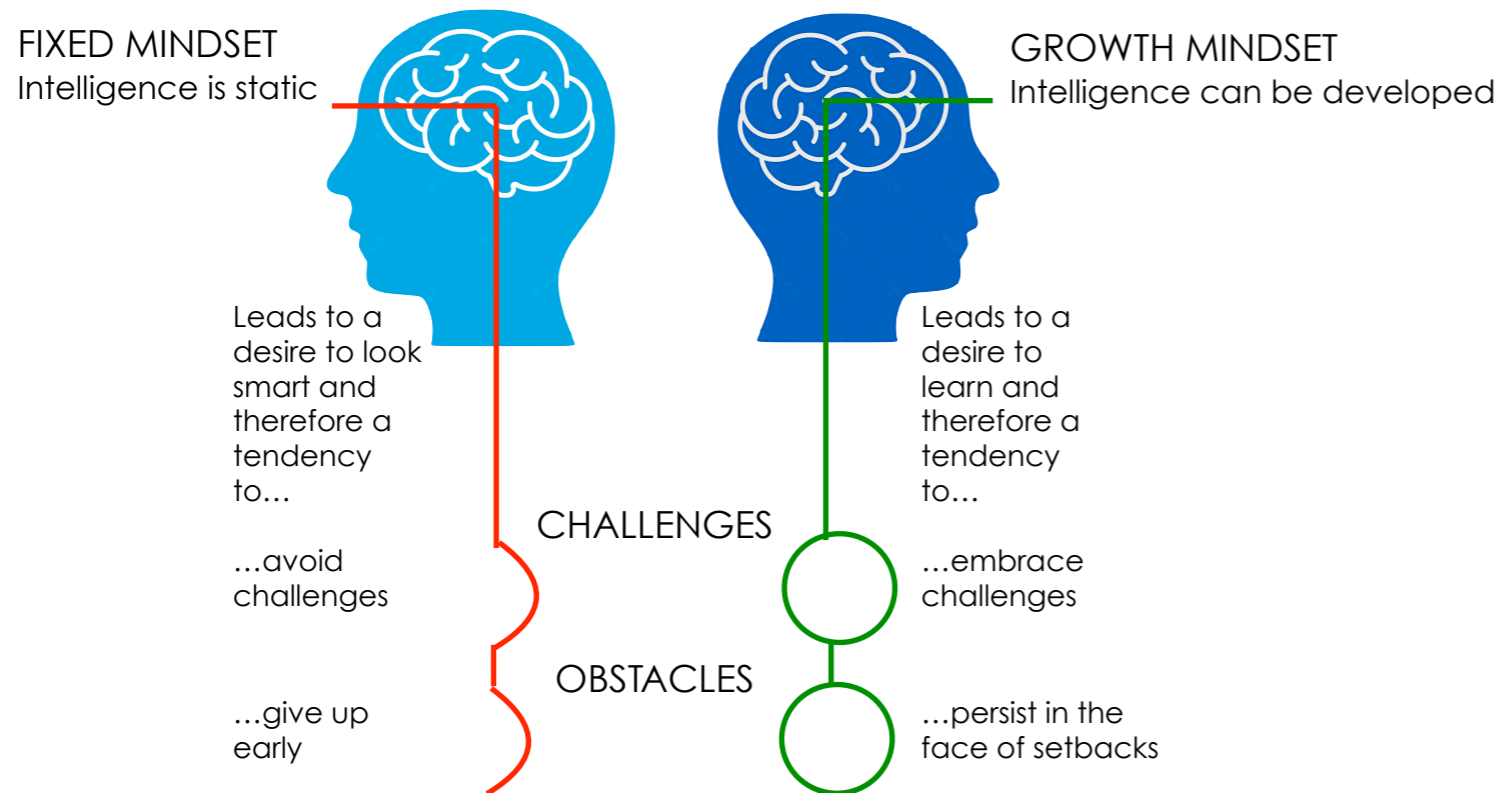 FIXED MINDSET
Intelligence is static
GROWTH MINDSET
Intelligence can be developed
Leads to a
desire to look
smart and
therefore a
tendency
to…
Leads to a
desire to
learn and
therefore a
tendency
to…
CHALLENGES
…avoid
challenges
…embrace
challenges
OBSTACLES
…give up
early
…persist in the
face of setbacks